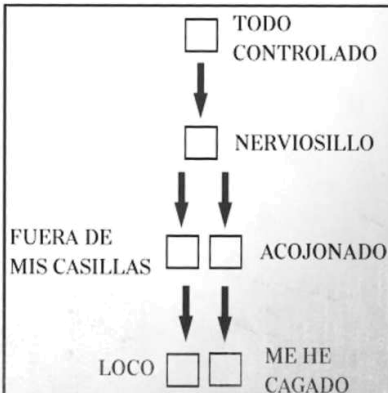 TODO
CONTROLADO
NERVIOSILLO
FUERA DE
MIS CASILLAS
ACOJONADO
LOCO
ME HE
CAGADO